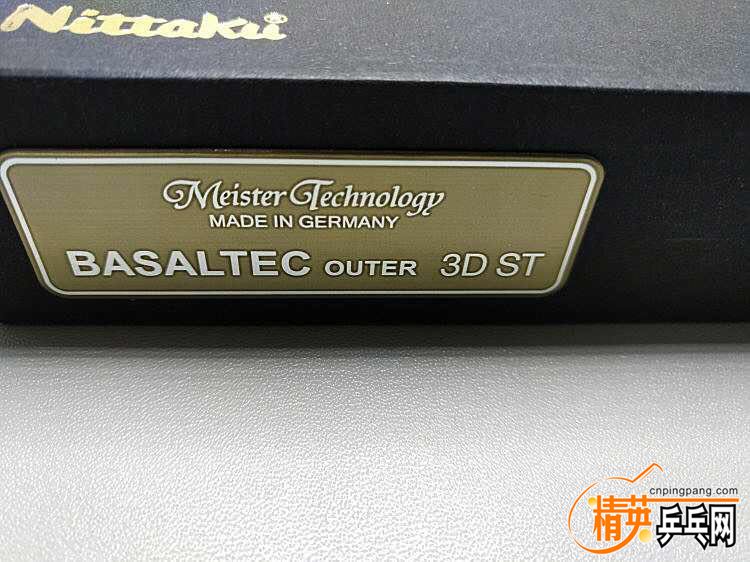 Nittaku
Meister Technology
MADE IN GERMANY
BASALTEC OUTER 3D ST
cnpingpang.com
精英乒乓网